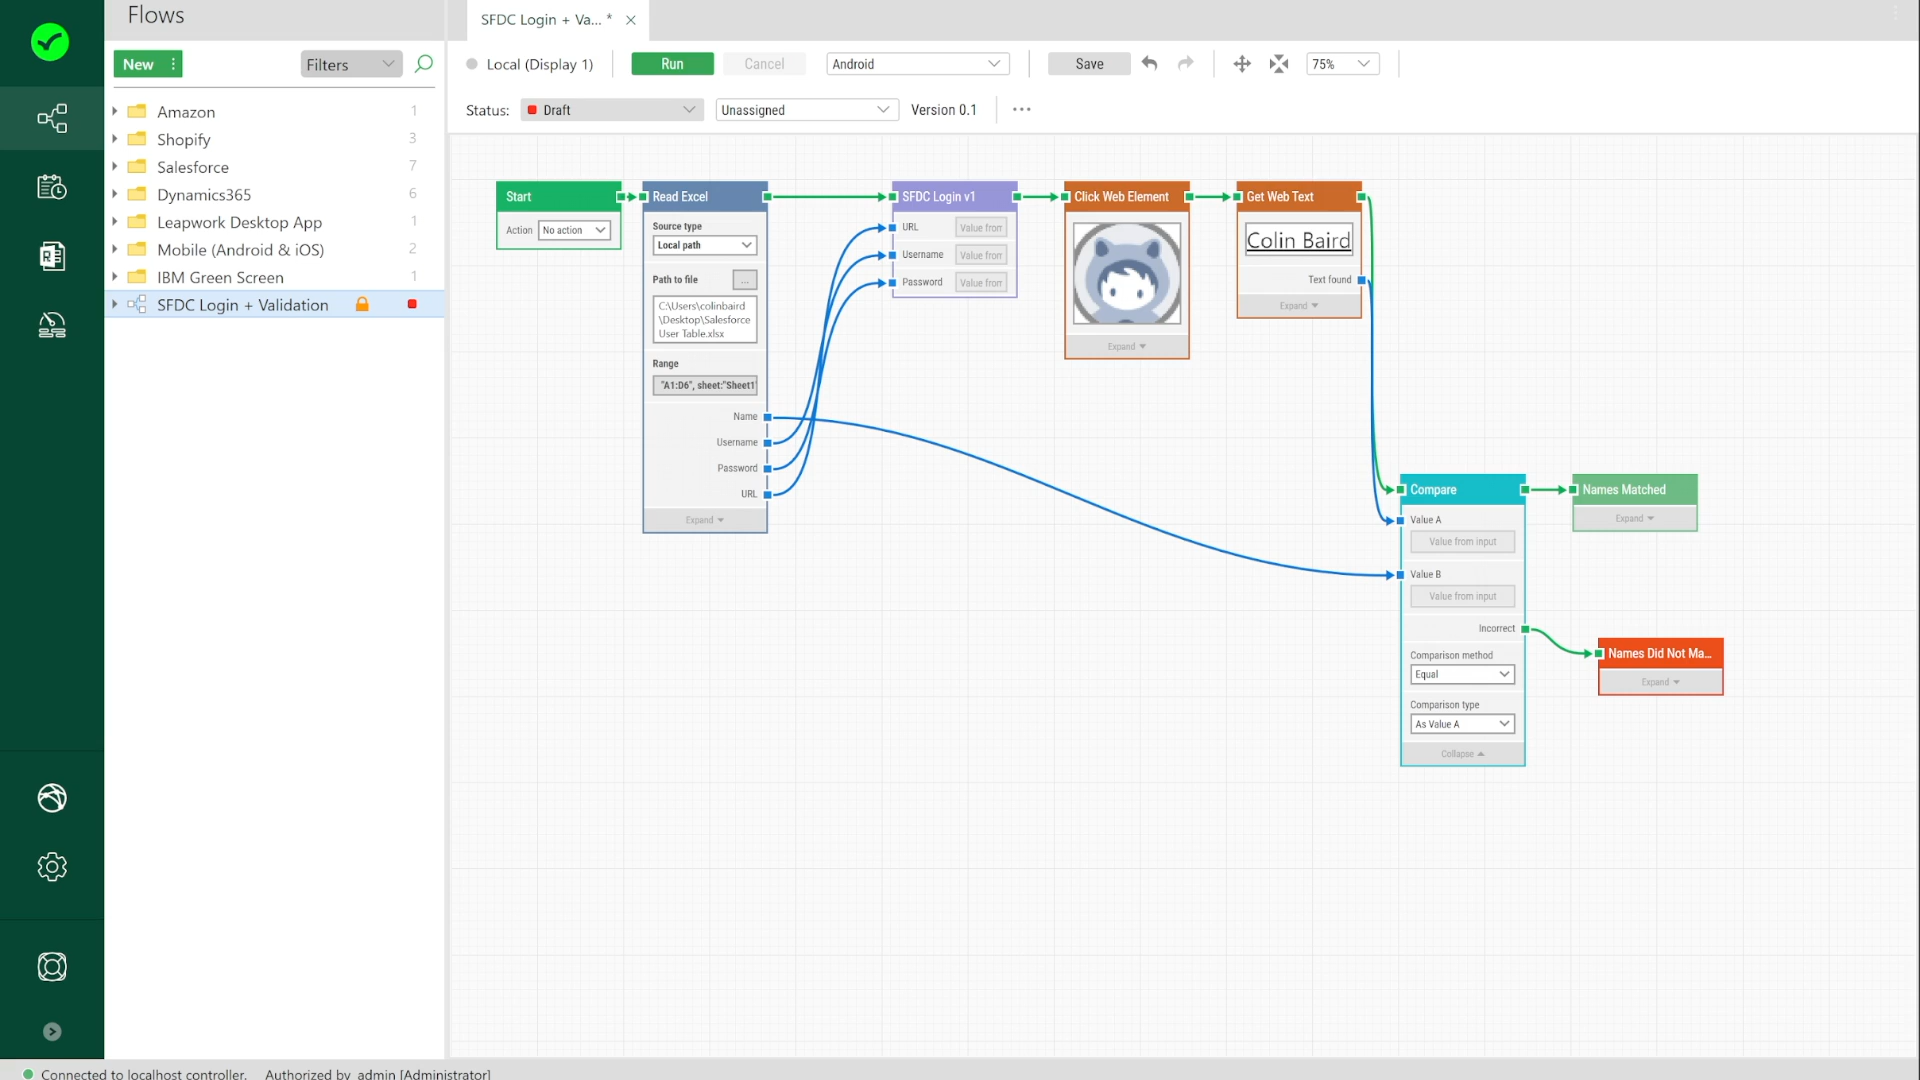 Flows
SFDC Login + Va... *
New
Filters
Local (Display 1)
Run
Cancel
Android
Save
75%
Status:
Draft
Unassigned
Version 0.1
Amazon 1
Shopify 3
Salesforce 7
Dynamics365 6
Leapwork Desktop App 1
Mobile (Android & iOS) 2
IBM Green Screen 1
SFDC Login + Validation
Start
Action No action
Read Excel
Source type
Local path
Path to file ...
C:\Users\colinbaird
\Desktop\Salesforce
User Table.xlsx
Range
"A1:D6", sheet:"Sheet1"
Name
Username
Password
URL
Expand
SFDC Login v1
URL Value from
Username Value from
Password Value from
Click Web Element
Expand
Get Web Text
Colin Baird
Text found
Expand
Compare
Value A
Value from input
Value B
Value from input
Incorrect
Comparison method
Equal
Comparison type
As Value A
Collapse
Names Matched
Expand
Names Did Not Ma...
Expand
Connected to localhost controller. Authorized by admin [Administrator]